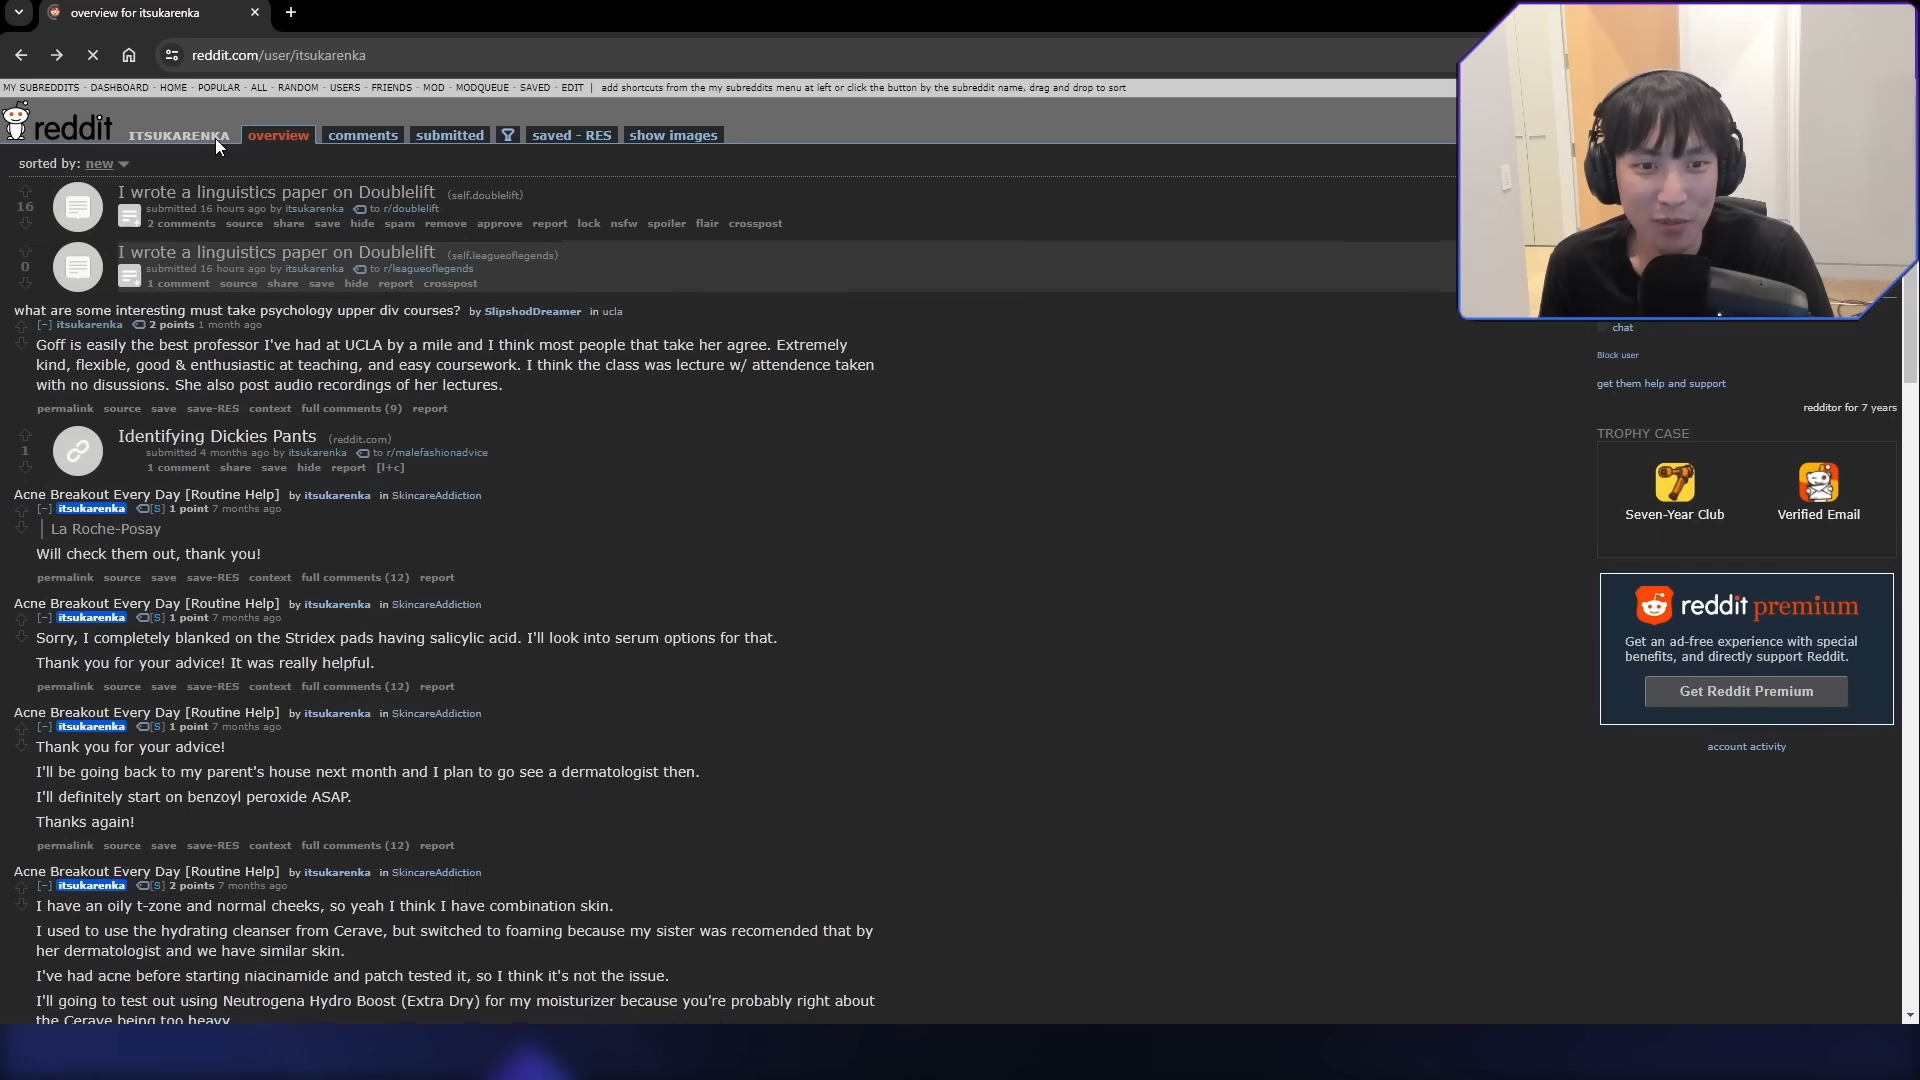 overview for itsukarenka
reddit.com/user/itsukarenka
MY SUBREDDITS - DASHBOARD - HOME - POPULAR - ALL - RANDOM - USERS - FRIENDS - MOD - MODQUEUE - SAVED - EDIT | add shortcuts from the my subreddits menu at left or click the button by the subreddit name, drag and drop to sort
reddit ITSUKARENKA overview comments submitted saved - RES show images
sorted by: new
I wrote a linguistics paper on Doublelift (self.doublelift)
16
submitted 16 hours ago by itsukarenka to r/doublelift
2 comments source share save hide spam remove approve report lock nsfw spoiler flair crosspost
I wrote a linguistics paper on Doublelift (self.leagueoflegends)
0
submitted 16 hours ago by itsukarenka to r/leagueoflegends
1 comment source share save hide report crosspost
what are some interesting must take psychology upper div courses? by SlipshodDreamer in ucla
[-] itsukarenka 2 points 1 month ago
Goff is easily the best professor I've had at UCLA by a mile and I think most people that take her agree. Extremely
kind, flexible, good & enthusiastic at teaching, and easy coursework. I think the class was lecture w/ attendence taken
with no disussions. She also post audio recordings of her lectures.
permalink source save save-RES context full comments (9) report
Identifying Dickies Pants (reddit.com)
1
submitted 4 months ago by itsukarenka to r/malefashionadvice
1 comment share save hide report [l+c]
Acne Breakout Every Day [Routine Help] by itsukarenka in SkincareAddiction
[-] itsukarenka [S] 1 point 7 months ago
La Roche-Posay
Will check them out, thank you!
permalink source save save-RES context full comments (12) report
Acne Breakout Every Day [Routine Help] by itsukarenka in SkincareAddiction
[-] itsukarenka [S] 1 point 7 months ago
Sorry, I completely blanked on the Stridex pads having salicylic acid. I'll look into serum options for that.
Thank you for your advice! It was really helpful.
permalink source save save-RES context full comments (12) report
Acne Breakout Every Day [Routine Help] by itsukarenka in SkincareAddiction
[-] itsukarenka [S] 1 point 7 months ago
Thank you for your advice!
I'll be going back to my parent's house next month and I plan to go see a dermatologist then.
I'll definitely start on benzoyl peroxide ASAP.
Thanks again!
permalink source save save-RES context full comments (12) report
Acne Breakout Every Day [Routine Help] by itsukarenka in SkincareAddiction
[-] itsukarenka [S] 2 points 7 months ago
I have an oily t-zone and normal cheeks, so yeah I think I have combination skin.
I used to use the hydrating cleanser from Cerave, but switched to foaming because my sister was recomended that by
her dermatologist and we have similar skin.
I've had acne before starting niacinamide and patch tested it, so I think it's not the issue.
I'll going to test out using Neutrogena Hydro Boost (Extra Dry) for my moisturizer because you're probably right about
the Cerave being too heavy
chat
Block user
get them help and support
redditor for 7 years
TROPHY CASE
Seven-Year Club Verified Email
reddit premium
Get an ad-free experience with special
benefits, and directly support Reddit.
Get Reddit Premium
account activity